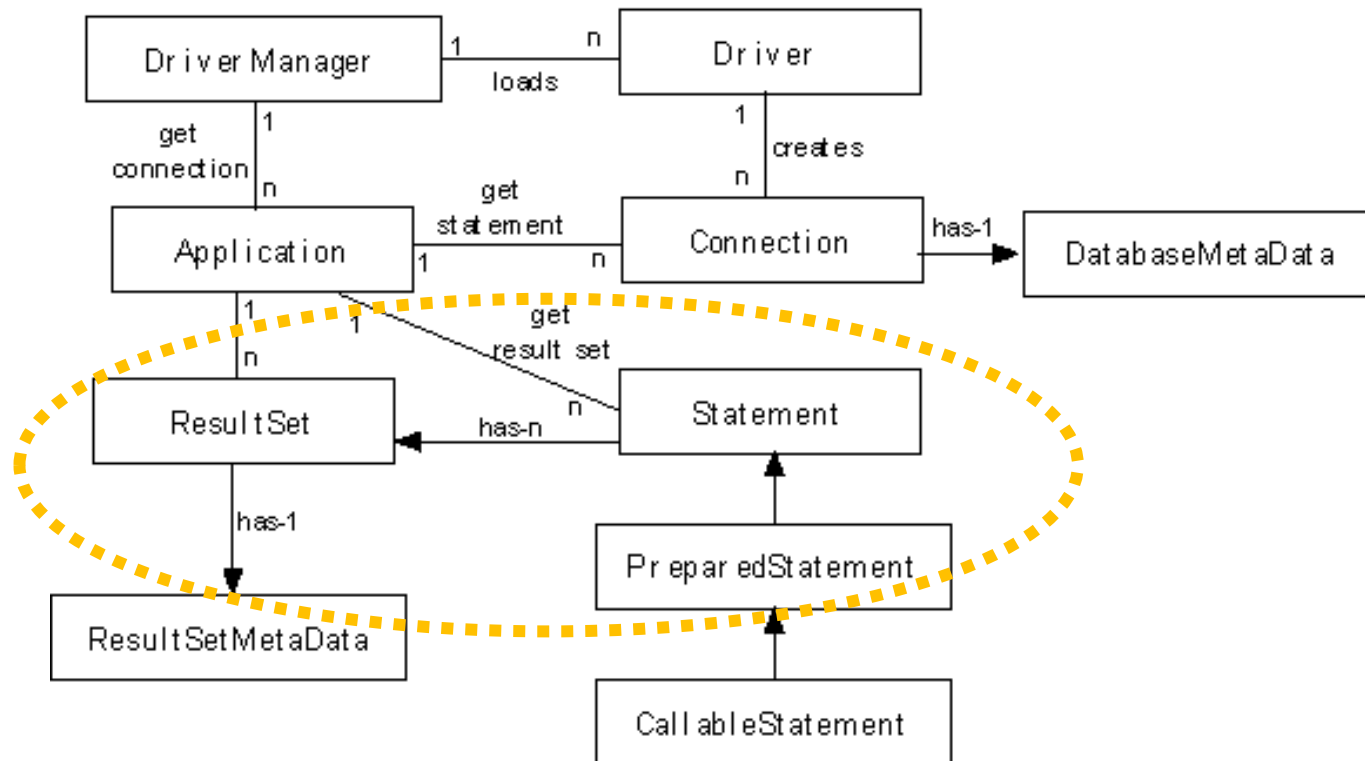 DriverManager
1
n
loads
Driver
get
connection
1
n
1
creates
n
Application
get
statement
1
n
Connection
has-1
DatabaseMetaData
1
n
1
get
result set
n
ResultSet
has-n
Statement
has-1
PreparedStatement
ResultSetMetaData
CallableStatement